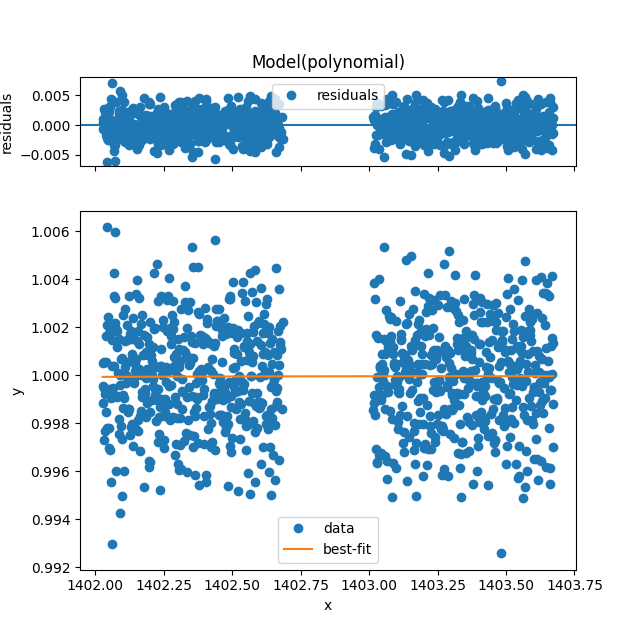 Model(polynomial)
residuals
0.005
0.000
−0.005
residuals
1.006
1.004
1.002
1.000
0.998
0.996
0.994
0.992
y
data
best-fit
1402.00 1402.25 1402.50 1402.75 1403.00 1403.25 1403.50 1403.75
x